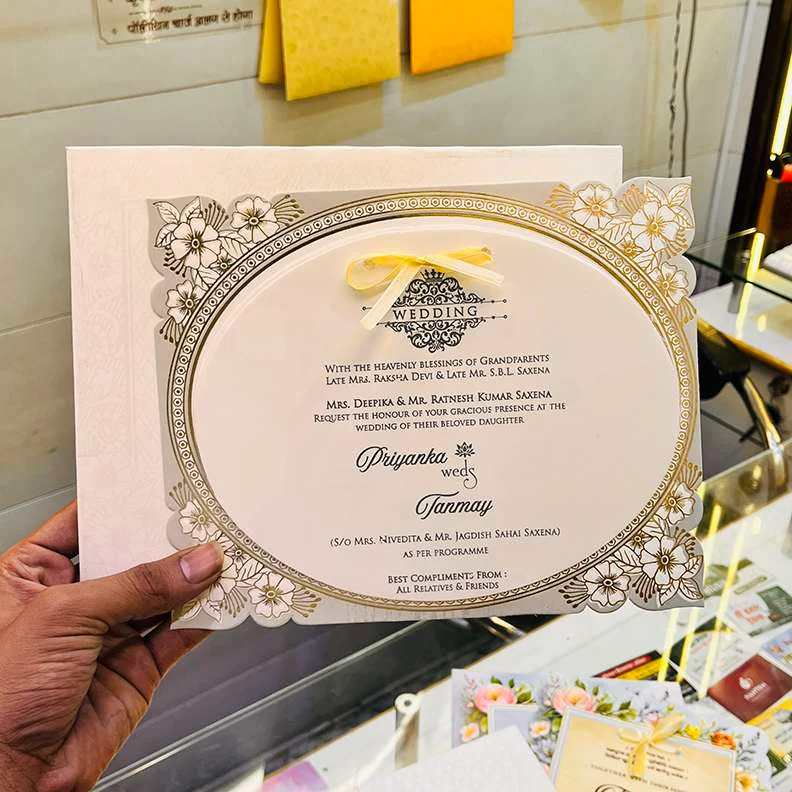 पॉलीखिन चार्ज अलग से होगा
WEDDING
WITH THE HEAVENLY BLESSINGS OF GRANDPARENTS
LATE MRS. RAKSHA DEVI & LATE MR. S.B.L. SAXENA
MRS. DEEPIKA & MR. RATNESH KUMAR SAXENA
REQUEST THE HONOUR OF YOUR GRACIOUS PRESENCE AT THE
WEDDING OF THEIR BELOVED DAUGHTER
Priyanka
weds
Tanmay
(S/O MRS. NIVEDITA & MR. JAGDISH SAHAI SAXENA)
AS PER PROGRAMME
BEST COMPLIMENTS FROM :
ALL RELATIVES & FRIENDS